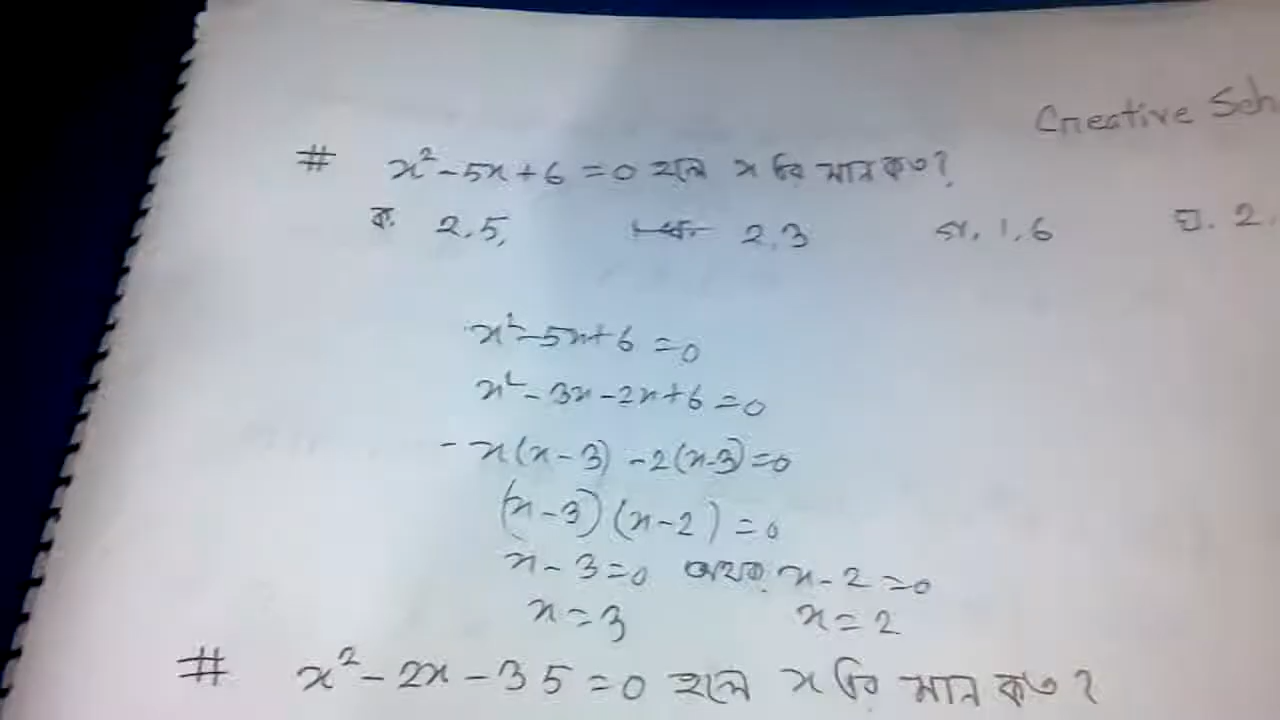 Creative Sch
# x² - 5x + 6 = 0 হলে x এর মান কত?
ক. 2,5, খ. 2,3 গ. 1,6 ঘ. 2,
x² - 5x + 6 = 0
x² - 3x - 2x + 6 = 0
- x(x - 3) - 2(x - 3) = 0
(x - 3) (x - 2) = 0
x - 3 = 0 অথবা, x - 2 = 0
x = 3 x = 2
# x² - 2x - 35 = 0 হলে x এর মান কত?